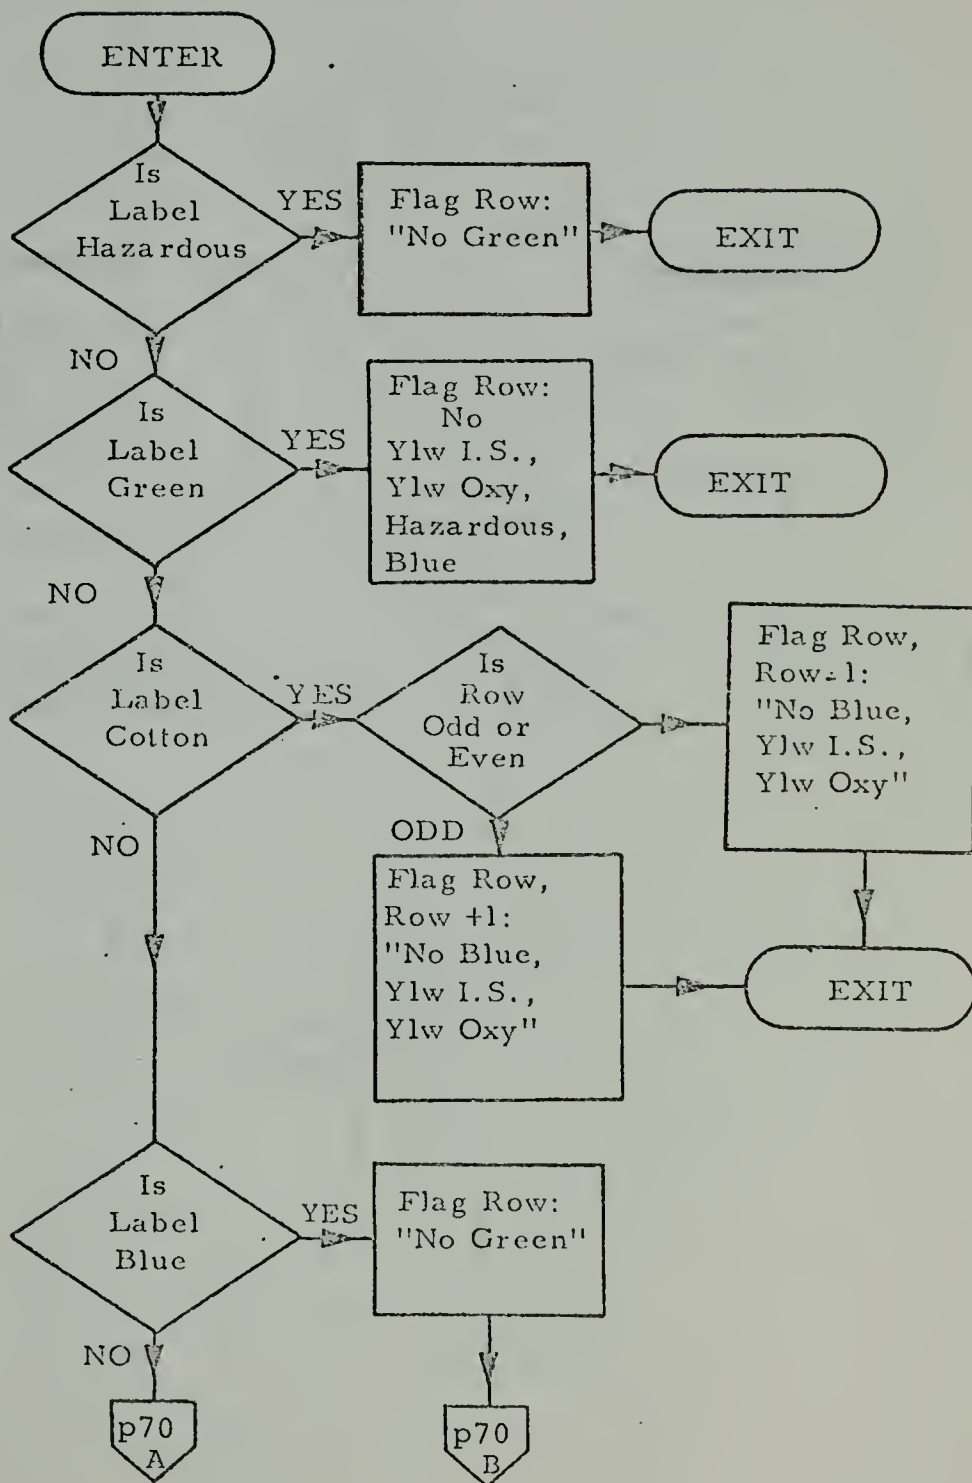 ENTER
Is
Label
Hazardous
YES
Flag Row:
"No Green"
EXIT
NO
Is
Label
Green
YES
Flag Row:
No
Ylw I.S.,
Ylw Oxy,
Hazardous,
Blue
EXIT
NO
Is
Label
Cotton
YES
Is
Row
Odd or
Even
Flag Row,
Row-1:
"No Blue,
Ylw I.S.,
Ylw Oxy"
NO
ODD
Flag Row,
Row +1:
"No Blue,
Ylw I.S.,
Ylw Oxy"
EXIT
Is
Label
Blue
YES
Flag Row:
"No Green"
NO
p70
A
p70
B